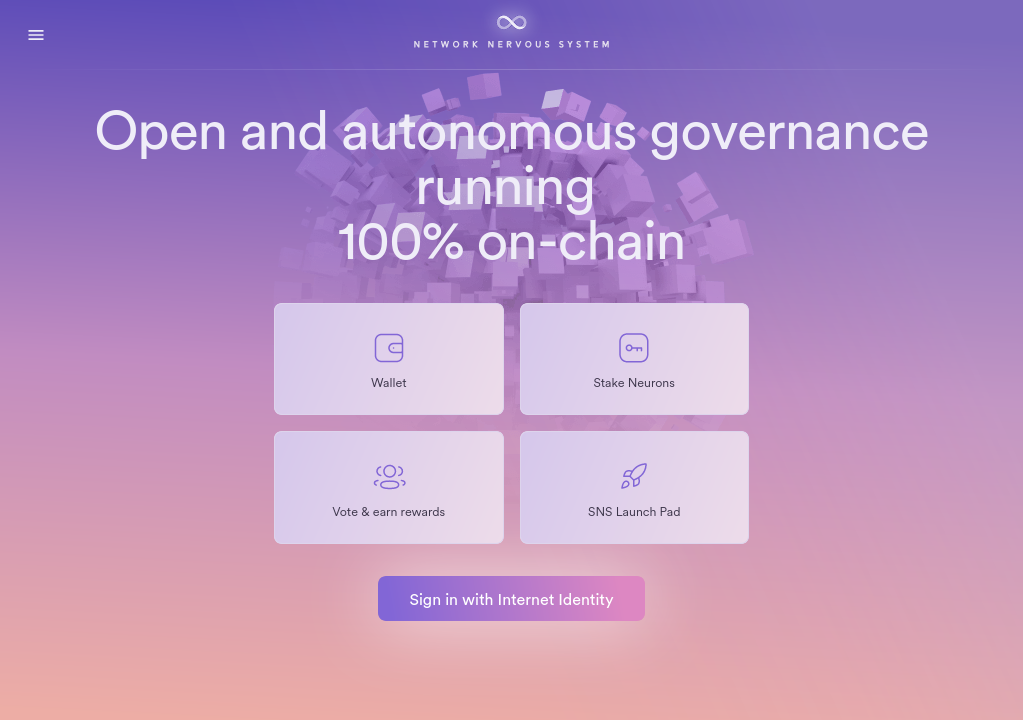 NETWORK NERVOUS SYSTEM
Open and autonomous governance
running
100% on-chain
Wallet
Stake Neurons
Vote & earn rewards
SNS Launch Pad
Sign in with Internet Identity